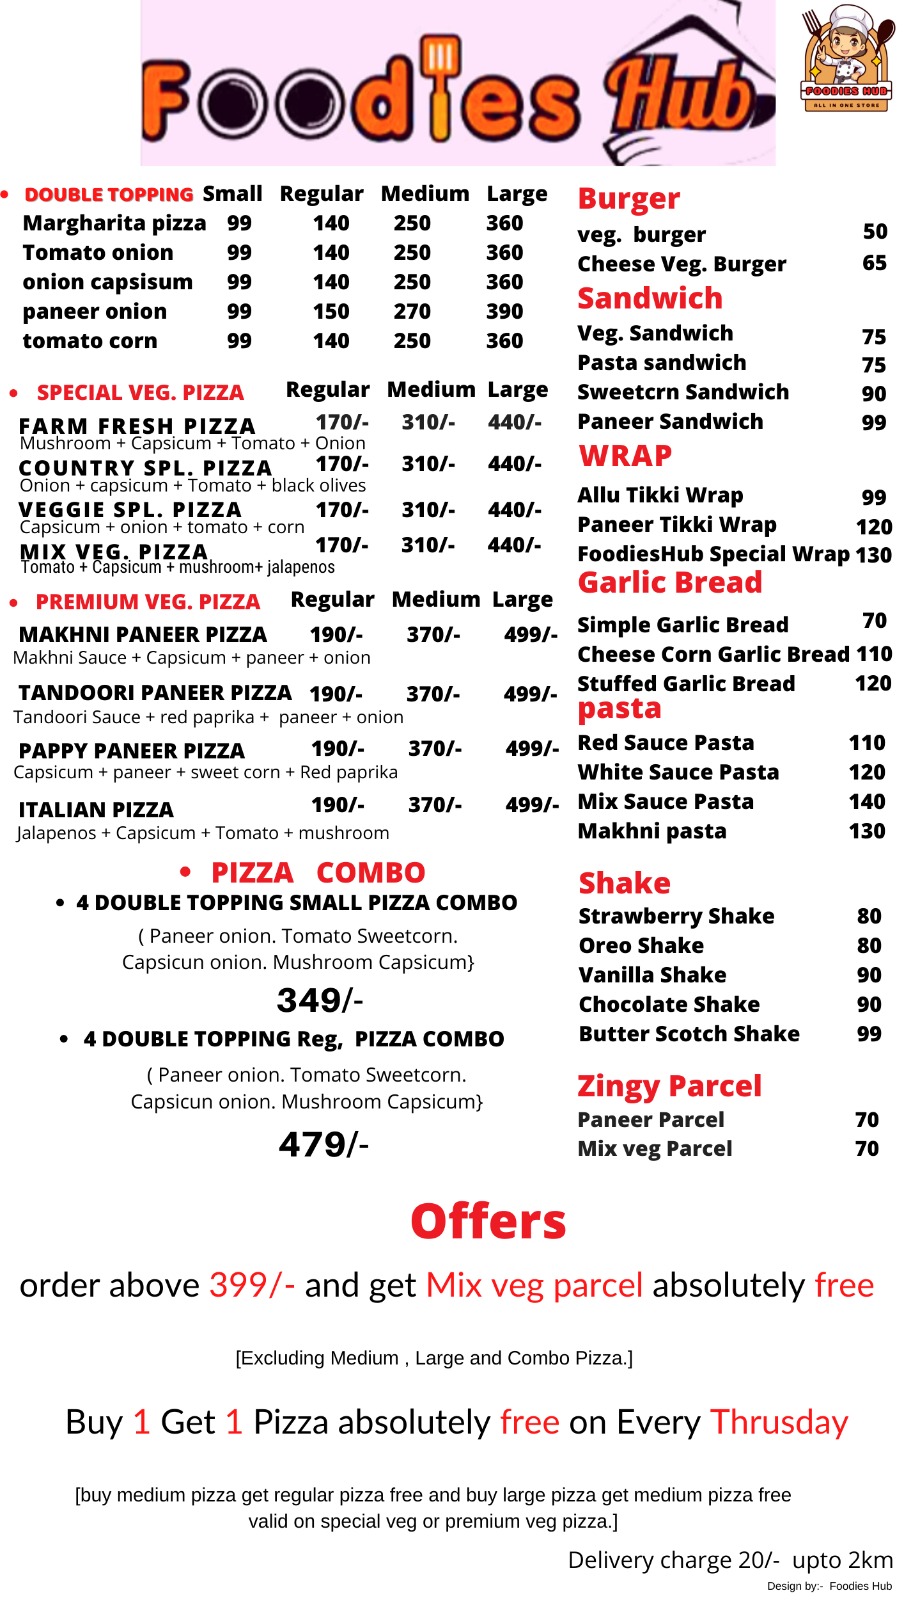 Foodies Hub
FOODIES HUB
ALL IN ONE STORE
• DOUBLE TOPPING Small Regular Medium Large
Margharita pizza 99 140 250 360
Tomato onion 99 140 250 360
onion capsisum 99 140 250 360
paneer onion 99 150 270 390
tomato corn 99 140 250 360
• SPECIAL VEG. PIZZA Regular Medium Large
FARM FRESH PIZZA 170/- 310/- 440/-
Mushroom + Capsicum + Tomato + Onion
COUNTRY SPL. PIZZA 170/- 310/- 440/-
Onion + capsicum + Tomato + black olives
VEGGIE SPL. PIZZA 170/- 310/- 440/-
Capsicum + onion + tomato + corn
MIX VEG. PIZZA 170/- 310/- 440/-
Tomato + Capsicum + mushroom+ jalapenos
• PREMIUM VEG. PIZZA Regular Medium Large
MAKHNI PANEER PIZZA 190/- 370/- 499/-
Makhni Sauce + Capsicum + paneer + onion
TANDOORI PANEER PIZZA 190/- 370/- 499/-
Tandoori Sauce + red paprika + paneer + onion
PAPPY PANEER PIZZA 190/- 370/- 499/-
Capsicum + paneer + sweet corn + Red paprika
ITALIAN PIZZA 190/- 370/- 499/-
Jalapenos + Capsicum + Tomato + mushroom
• PIZZA COMBO
• 4 DOUBLE TOPPING SMALL PIZZA COMBO
( Paneer onion. Tomato Sweetcorn.
Capsicun onion. Mushroom Capsicum}
349/-
• 4 DOUBLE TOPPING Reg, PIZZA COMBO
( Paneer onion. Tomato Sweetcorn.
Capsicun onion. Mushroom Capsicum}
479/-
Burger
veg. burger 50
Cheese Veg. Burger 65
Sandwich
Veg. Sandwich 75
Pasta sandwich 75
Sweetcrn Sandwich 90
Paneer Sandwich 99
WRAP
Allu Tikki Wrap 99
Paneer Tikki Wrap 120
FoodiesHub Special Wrap 130
Garlic Bread
Simple Garlic Bread 70
Cheese Corn Garlic Bread 110
Stuffed Garlic Bread 120
pasta
Red Sauce Pasta 110
White Sauce Pasta 120
Mix Sauce Pasta 140
Makhni pasta 130
Shake
Strawberry Shake 80
Oreo Shake 80
Vanilla Shake 90
Chocolate Shake 90
Butter Scotch Shake 99
Zingy Parcel
Paneer Parcel 70
Mix veg Parcel 70
Offers
order above 399/- and get Mix veg parcel absolutely free
[Excluding Medium , Large and Combo Pizza.]
Buy 1 Get 1 Pizza absolutely free on Every Thrusday
[buy medium pizza get regular pizza free and buy large pizza get medium pizza free
valid on special veg or premium veg pizza.]
Delivery charge 20/- upto 2km
Design by:- Foodies Hub